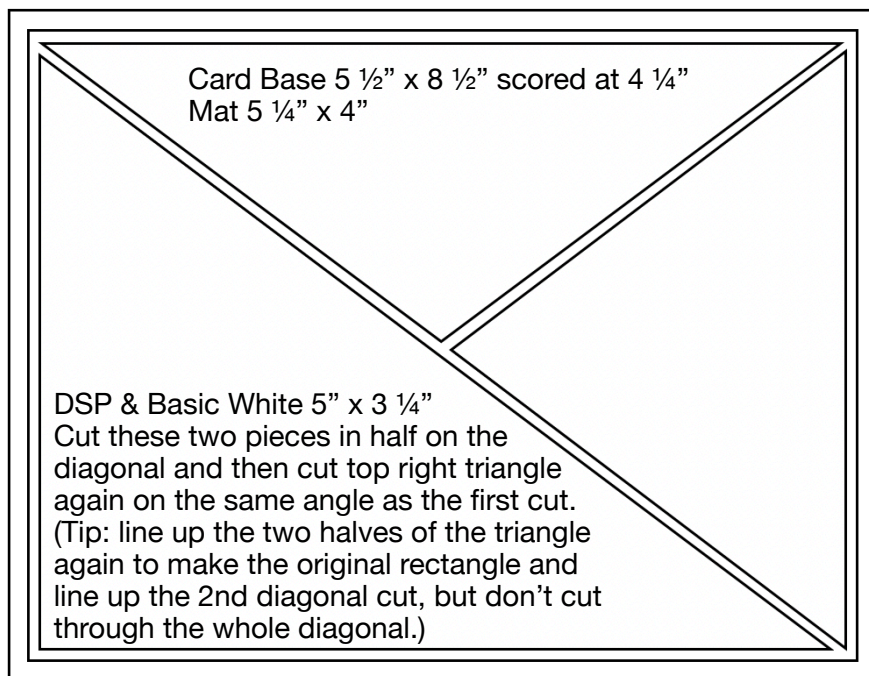 Card Base 5 ½” x 8 ½” scored at 4 ¼”
Mat 5 ¼” x 4”
DSP & Basic White 5” x 3 ¼”
Cut these two pieces in half on the
diagonal and then cut top right triangle
again on the same angle as the first cut.
(Tip: line up the two halves of the triangle
again to make the original rectangle and
line up the 2nd diagonal cut, but don’t cut
through the whole diagonal.)